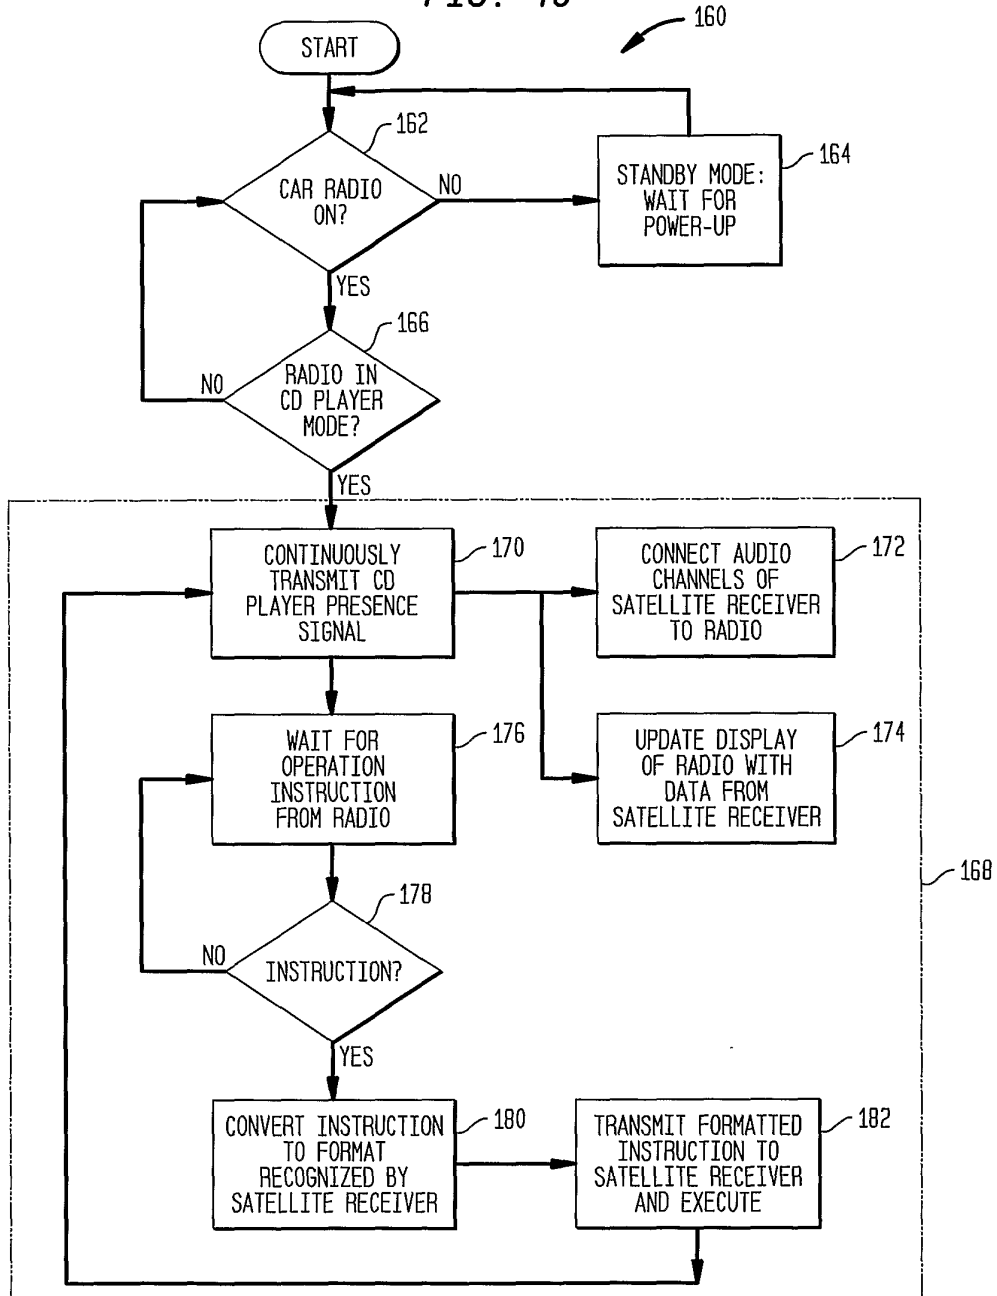 160
START
162
CAR RADIO
ON?
NO
164
STANDBY MODE:
WAIT FOR
POWER-UP
YES
166
RADIO IN
CD PLAYER
MODE?
NO
YES
170
CONTINUOUSLY
TRANSMIT CD
PLAYER PRESENCE
SIGNAL
172
CONNECT AUDIO
CHANNELS OF
SATELLITE RECEIVER
TO RADIO
176
WAIT FOR
OPERATION
INSTRUCTION
FROM RADIO
174
UPDATE DISPLAY
OF RADIO WITH
DATA FROM
SATELLITE RECEIVER
168
178
NO
INSTRUCTION?
YES
180
CONVERT INSTRUCTION
TO FORMAT
RECOGNIZED BY
SATELLITE RECEIVER
182
TRANSMIT FORMATTED
INSTRUCTION TO
SATELLITE RECEIVER
AND EXECUTE